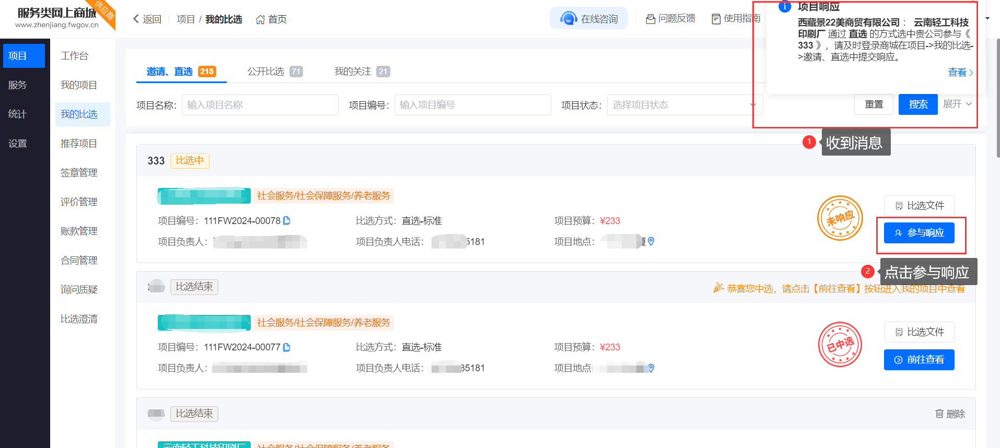 服务类网上商城
www.zhenjiang.fwgov.cn
供应商
返回
项目 / 我的比选
首页
在线咨询
问题反馈
使用指南
项目响应
西藏景22美商贸有限公司： 云南轻工科技
印刷厂 通过 直选 的方式选中贵公司参与《
333 》，请及时登录商城在项目->我的比选-
>邀请、直选中提交响应。
查看
项目
服务
统计
设置
工作台
我的项目
我的比选
推荐项目
签章管理
评价管理
账款管理
合同管理
询问质疑
比选澄清
邀请、直选 215
公开比选 71
我的关注 21
项目名称： 输入项目名称
项目编号： 输入项目编号
项目状态： 选择项目状态
重置
搜索
展开
1 收到消息
333 比选中
社会服务/社会保障服务/养老服务
项目编号：111FW2024-00078
比选方式：直选-标准
项目预算：¥233
项目负责人：
项目负责人电话： 5181
项目地点： 厦
未响应
比选文件
参与响应
2 点击参与响应
比选结束
恭喜您中选，请点击【前往查看】按钮进入我的项目中查看
社会服务/社会保障服务/养老服务
项目编号：111FW2024-00077
比选方式：直选-标准
项目预算：¥233
项目负责人：
项目负责人电话： 35181
项目地点
已中选
比选文件
前往查看
比选结束
删除
云南轻工科技印刷厂
社会服务/社会保障服务/养老服务